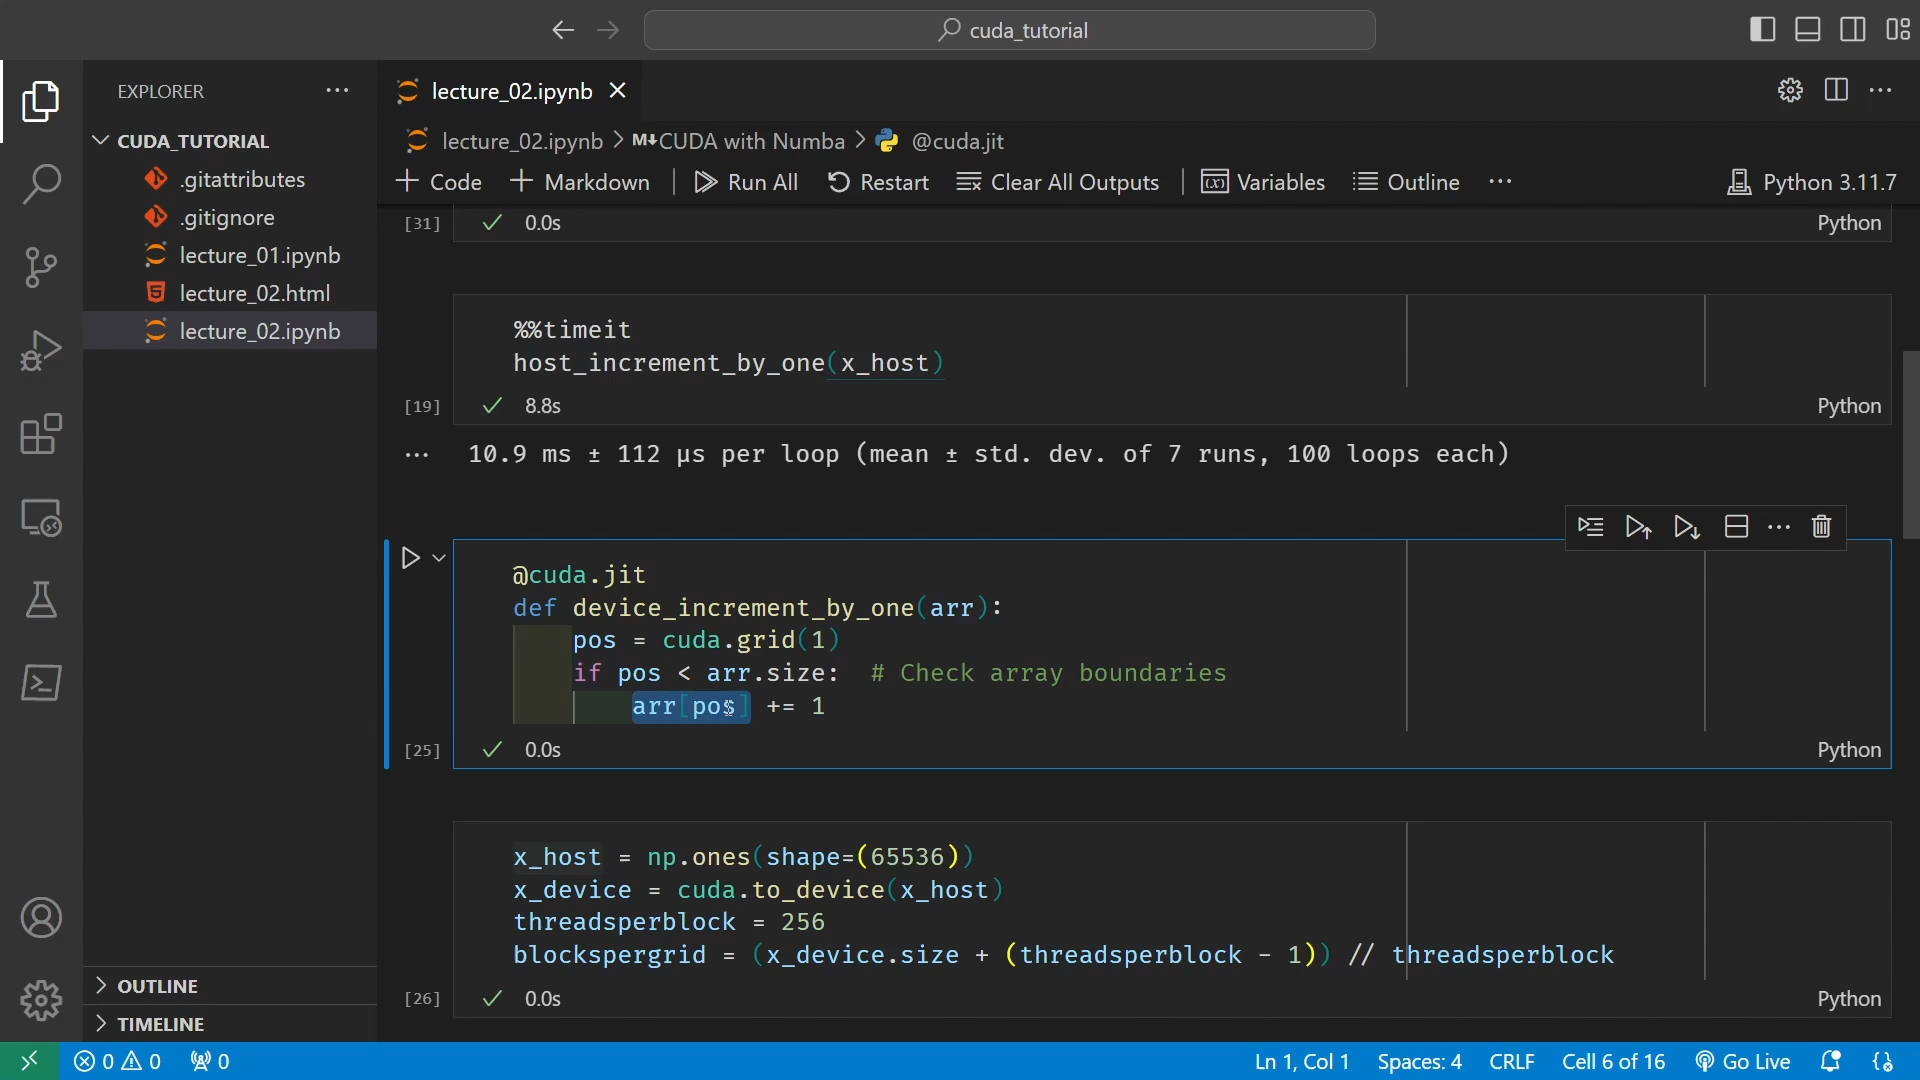 cuda_tutorial
EXPLORER
CUDA_TUTORIAL
.gitattributes
.gitignore
lecture_01.ipynb
lecture_02.html
lecture_02.ipynb
OUTLINE
TIMELINE
lecture_02.ipynb
lecture_02.ipynb > M↓CUDA with Numba > @cuda.jit
+ Code + Markdown | Run All Restart Clear All Outputs | Variables Outline ... Python 3.11.7
[31] ✓ 0.0s Python
%%timeit
host_increment_by_one(x_host)
[19] ✓ 8.8s Python
... 10.9 ms ± 112 μs per loop (mean ± std. dev. of 7 runs, 100 loops each)
@cuda.jit
def device_increment_by_one(arr):
    pos = cuda.grid(1)
    if pos < arr.size:  # Check array boundaries
        arr[pos] += 1
[25] ✓ 0.0s Python
x_host = np.ones(shape=(65536))
x_device = cuda.to_device(x_host)
threadsperblock = 256
blockspergrid = (x_device.size + (threadsperblock - 1)) // threadsperblock
[26] ✓ 0.0s Python
0 0 0 Ln 1, Col 1 Spaces: 4 CRLF Cell 6 of 16 Go Live